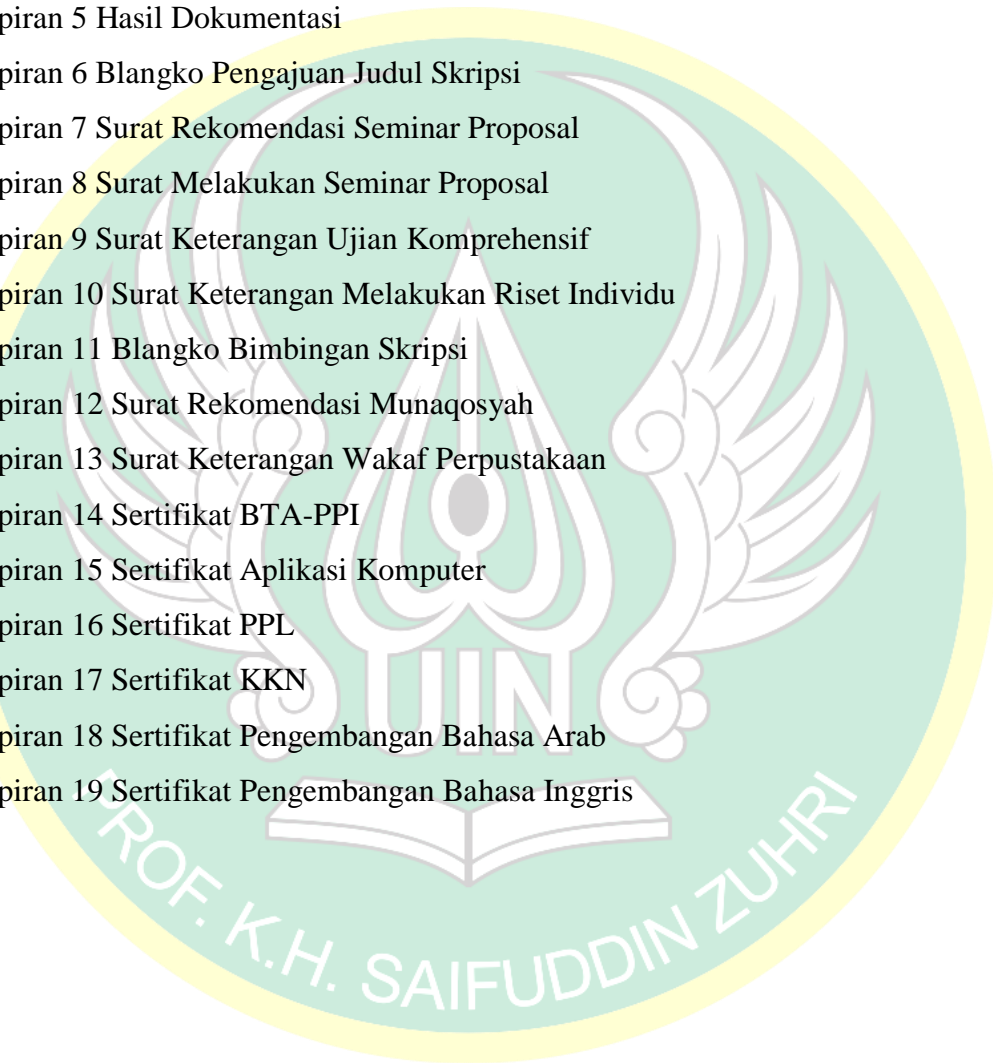 piran 5 Hasil Dokumentasi
piran 6 Blangko Pengajuan Judul Skripsi
piran 7 Surat Rekomendasi Seminar Proposal
piran 8 Surat Melakukan Seminar Proposal
piran 9 Surat Keterangan Ujian Komprehensif
piran 10 Surat Keterangan Melakukan Riset Individu
piran 11 Blangko Bimbingan Skripsi
piran 12 Surat Rekomendasi Munaqosyah
piran 13 Surat Keterangan Wakaf Perpustakaan
piran 14 Sertifikat BTA-PPI
piran 15 Sertifikat Aplikasi Komputer
piran 16 Sertifikat PPL
piran 17 Sertifikat KKN
piran 18 Sertifikat Pengembangan Bahasa Arab
piran 19 Sertifikat Pengembangan Bahasa Inggris
UIN
PROF. K.H. SAIFUDDIN ZUHRI